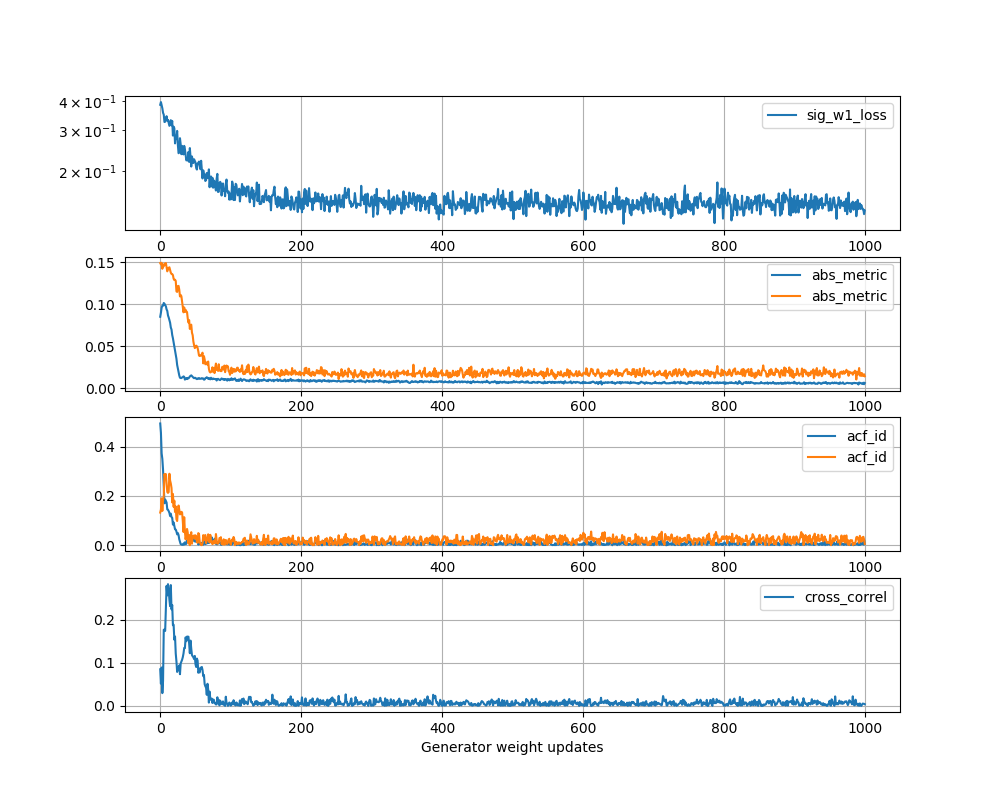 4 × 10⁻¹
3 × 10⁻¹
2 × 10⁻¹
sig_w1_loss
0 200 400 600 800 1000
0.15
0.10
0.05
0.00
abs_metric
abs_metric
0 200 400 600 800 1000
0.4
0.2
0.0
acf_id
acf_id
0 200 400 600 800 1000
0.2
0.1
0.0
cross_correl
0 200 400 600 800 1000
Generator weight updates